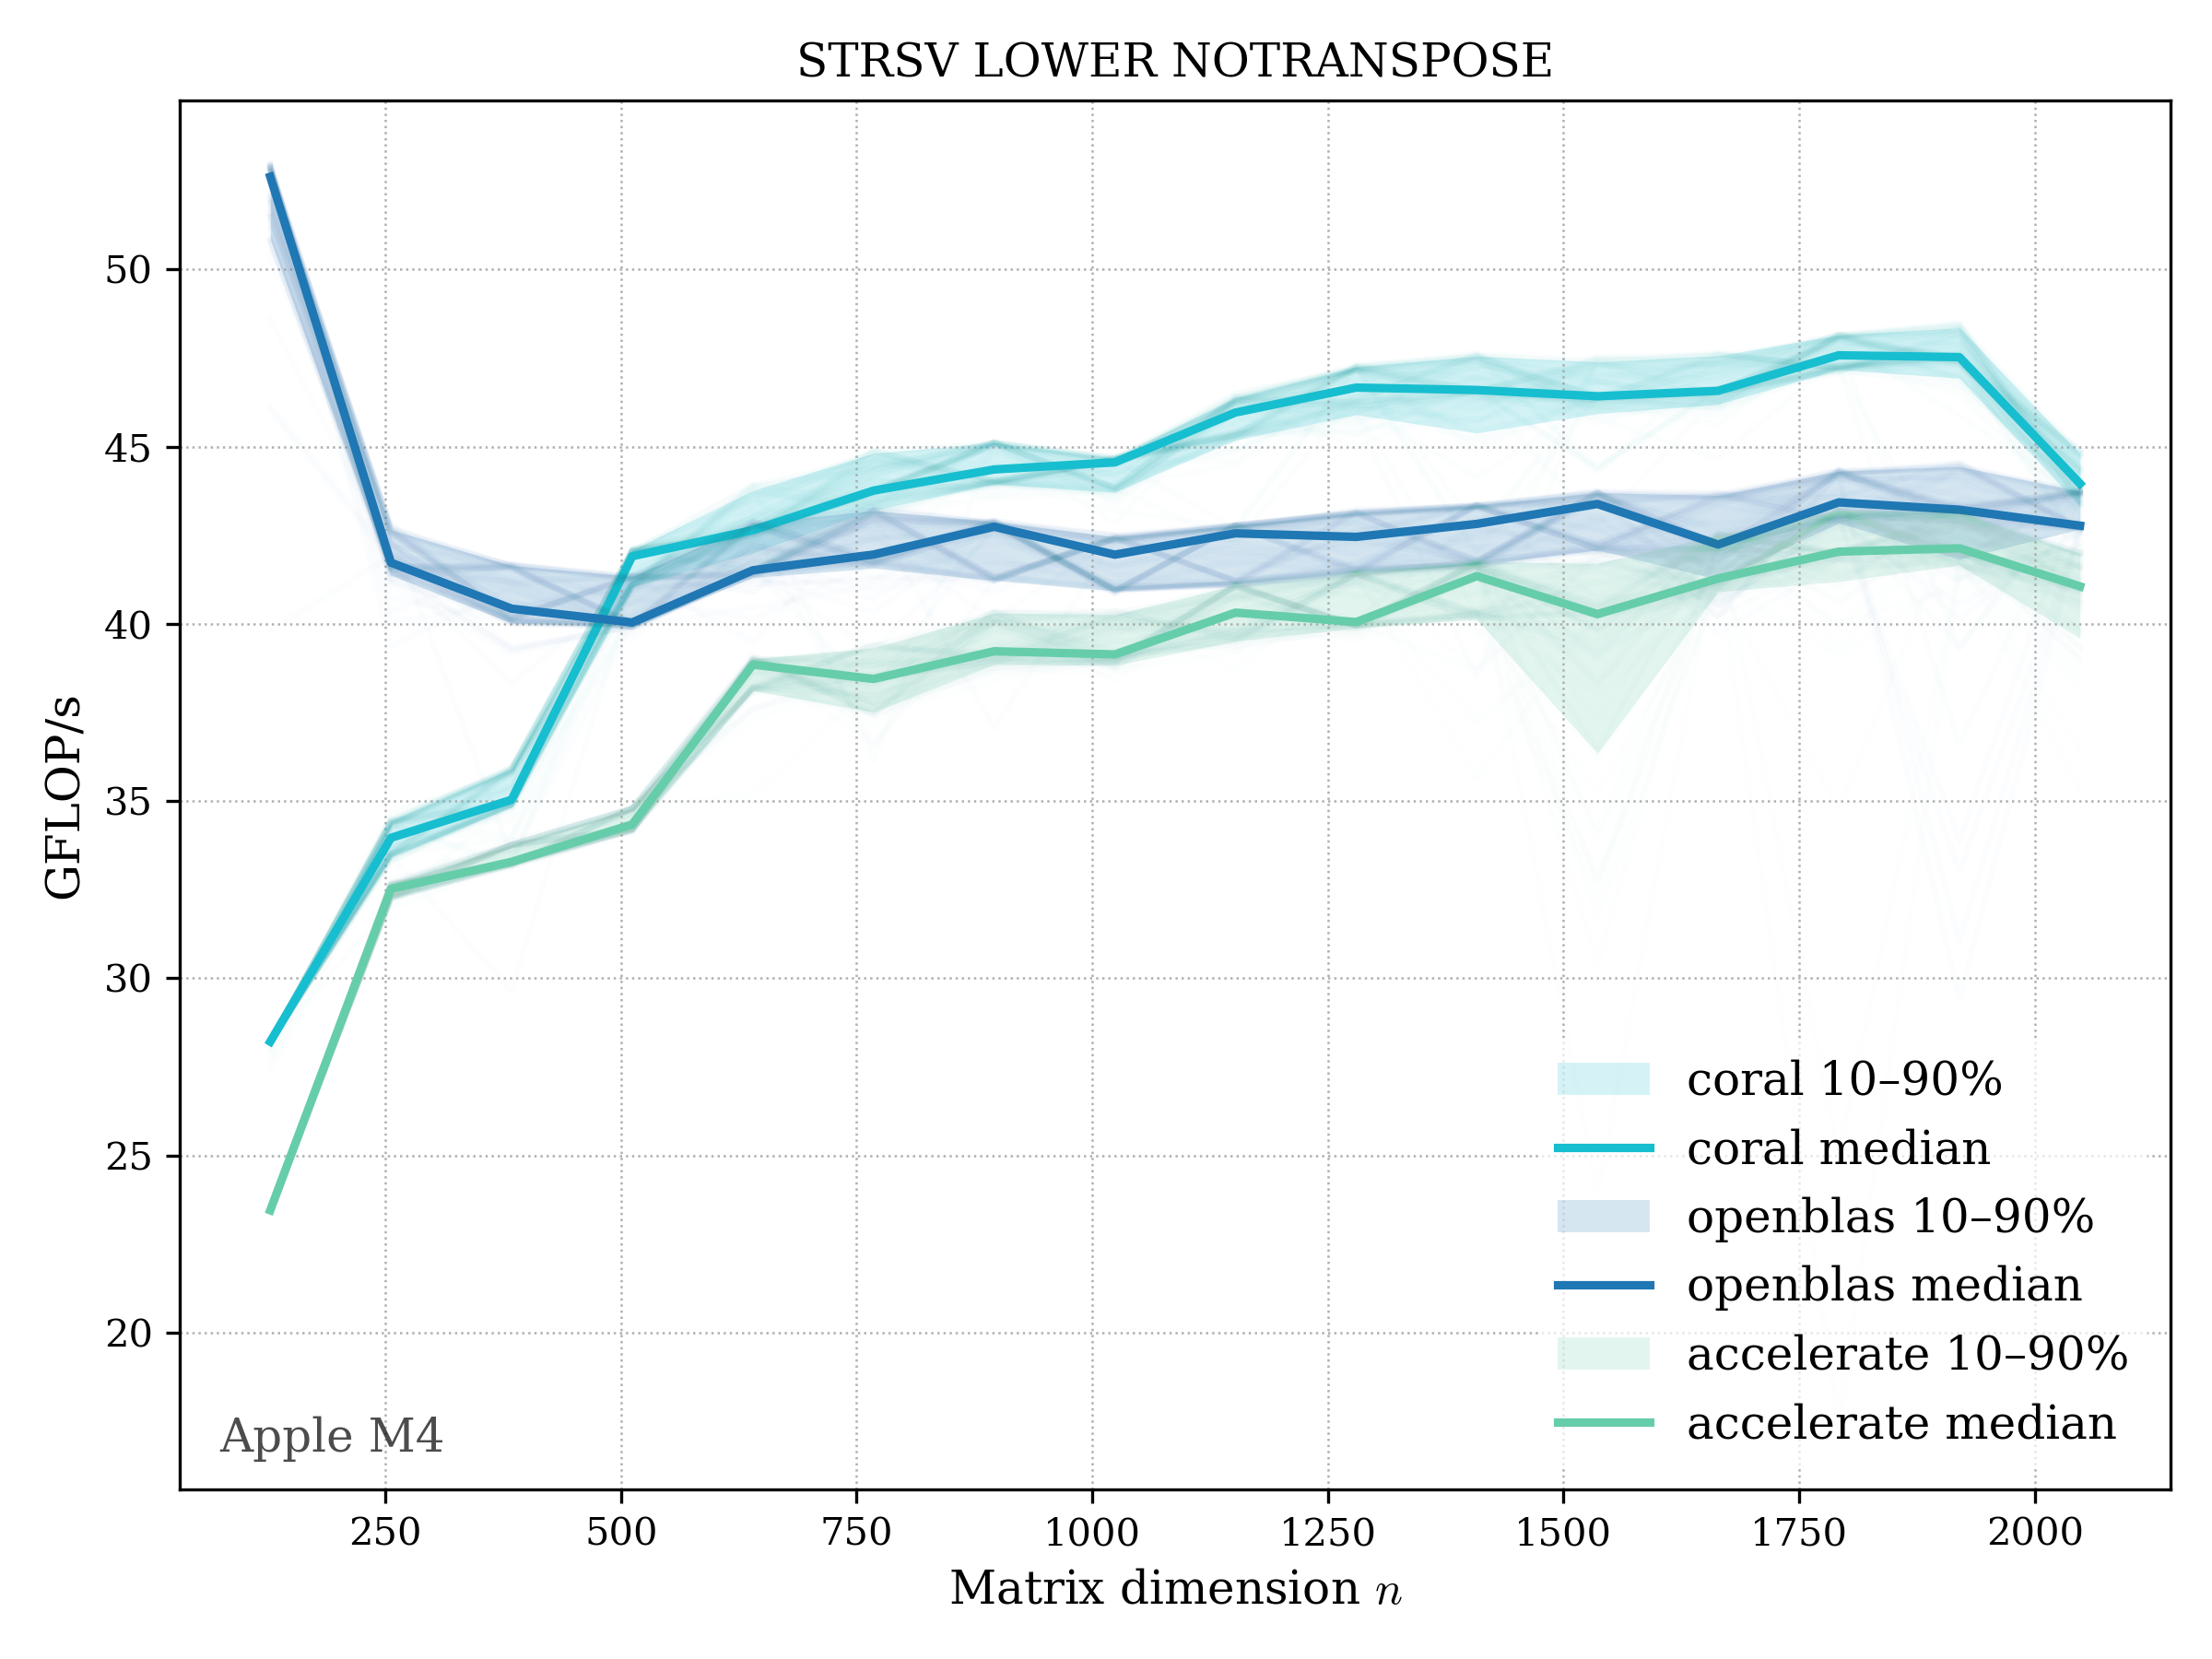 STRSV LOWER NOTRANSPOSE
GFLOP/s
50
45
40
35
30
25
20
coral 10–90%
coral median
openblas 10–90%
openblas median
accelerate 10–90%
accelerate median
Apple M4
250 500 750 1000 1250 1500 1750 2000
Matrix dimension n